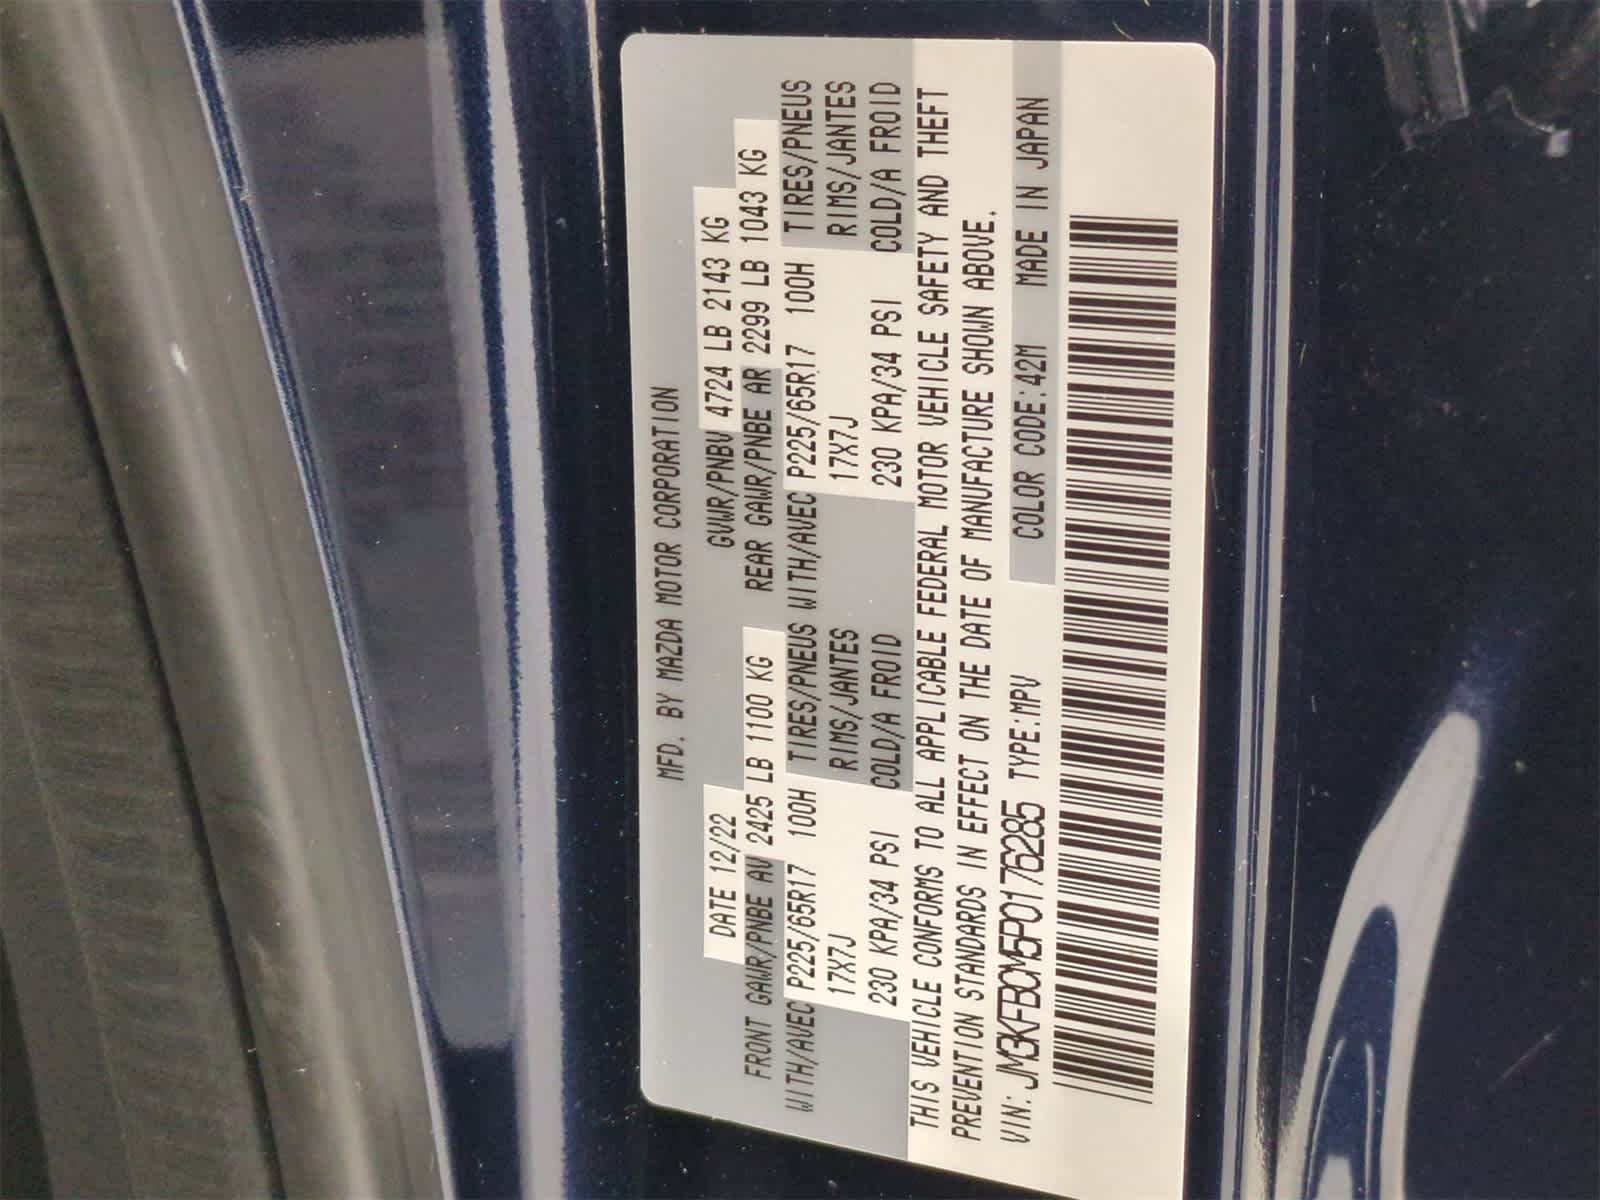 MFD. BY MAZDA MOTOR CORPORATION
DATE 12/22 GVWR/PNBV 4724 LB 2143 KG
FRONT GAWR/PNBE AV 2425 LB 1100 KG REAR GAWR/PNBE AR 2299 LB 1043 KG
WITH/AVEC P225/65R17 100H TIRES/PNEUS WITH/AVEC P225/65R17 100H TIRES/PNEUS
17X7J RIMS/JANTES 17X7J RIMS/JANTES
230 KPA/34 PSI COLD/A FROID 230 KPA/34 PSI COLD/A FROID
THIS VEHICLE CONFORMS TO ALL APPLICABLE FEDERAL MOTOR VEHICLE SAFETY AND THEFT
PREVENTION STANDARDS IN EFFECT ON THE DATE OF MANUFACTURE SHOWN ABOVE.
VIN: JM3KFBCM5P0176285 TYPE:MPV COLOR CODE:42M MADE IN JAPAN